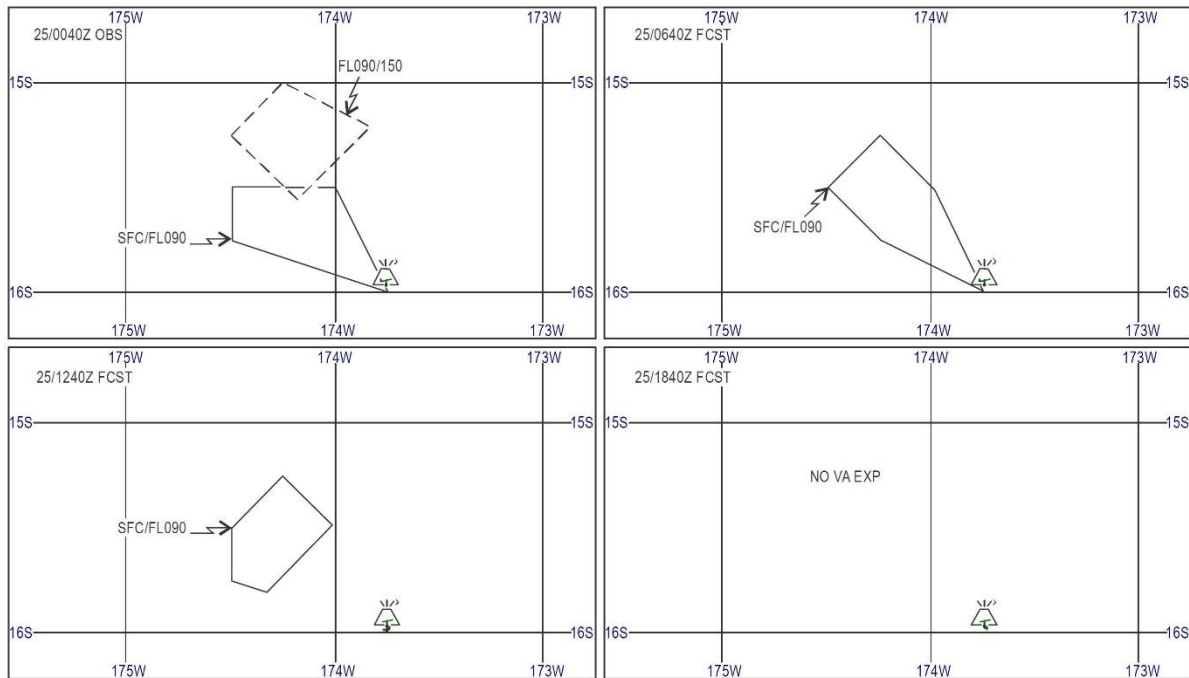 175W 174W 173W
25/0040Z OBS
FL090/150
15S 15S
SFC/FL090
16S 16S
175W 174W 173W
175W 174W 173W
25/0640Z FCST
15S 15S
SFC/FL090
16S 16S
175W 174W 173W
175W 174W 173W
25/1240Z FCST
15S 15S
SFC/FL090
16S 16S
175W 174W 173W
175W 174W 173W
25/1840Z FCST
15S 15S
NO VA EXP
16S 16S
175W 174W 173W